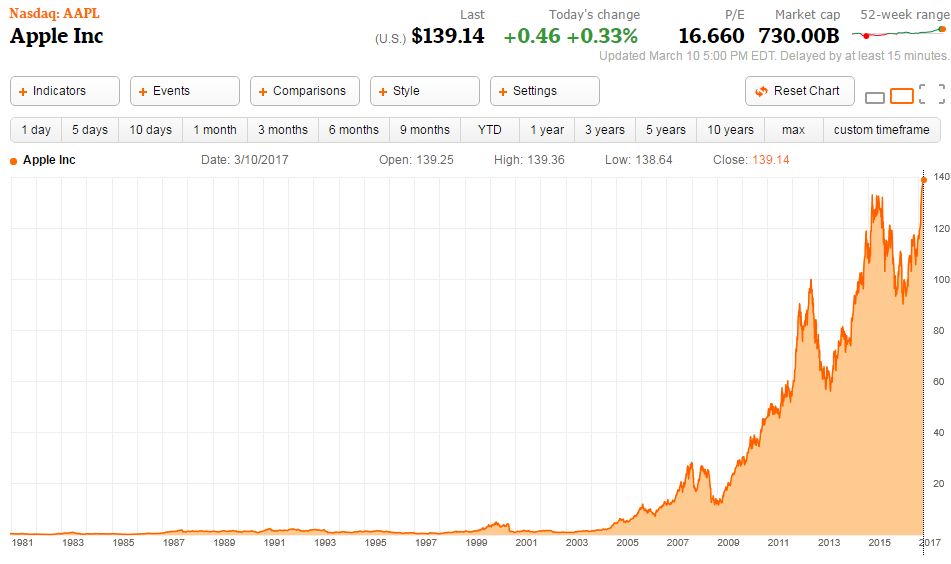 Nasdaq: AAPL
Apple Inc
Last
(U.S.) $139.14
Today's change
+0.46 +0.33%
P/E
16.660
Market cap
730.00B
52-week range
Updated March 10 5:00 PM EDT. Delayed by at least 15 minutes.
+ Indicators
+ Events
+ Comparisons
+ Style
+ Settings
Reset Chart
1 day 5 days 10 days 1 month 3 months 6 months 9 months YTD 1 year 3 years 5 years 10 years max custom timeframe
Apple Inc Date: 3/10/2017 Open: 139.25 High: 139.36 Low: 138.64 Close: 139.14
140
120
100
80
60
40
20
1981 1983 1985 1987 1989 1991 1993 1995 1997 1999 2001 2003 2005 2007 2009 2011 2013 2015 2017